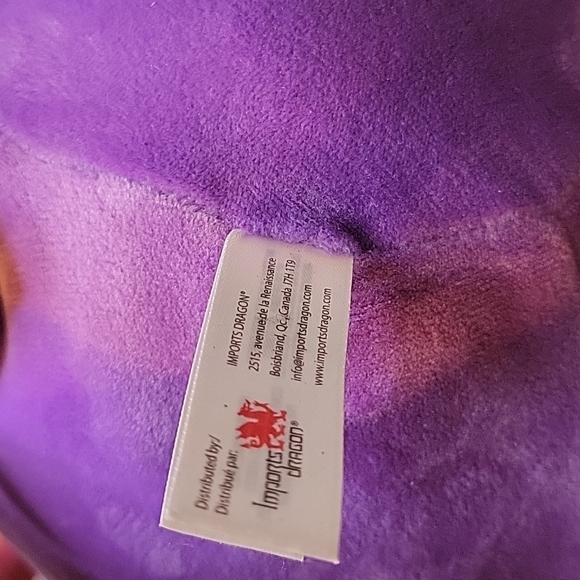 Distributed by /
Distribué par:
Imports
DRAGON®
IMPORTS DRAGON®
2515, avenue de la Renaissance
Boisbriand, Qc, Canada J7H 1T9
info@importsdragon.com
www.importsdragon.com